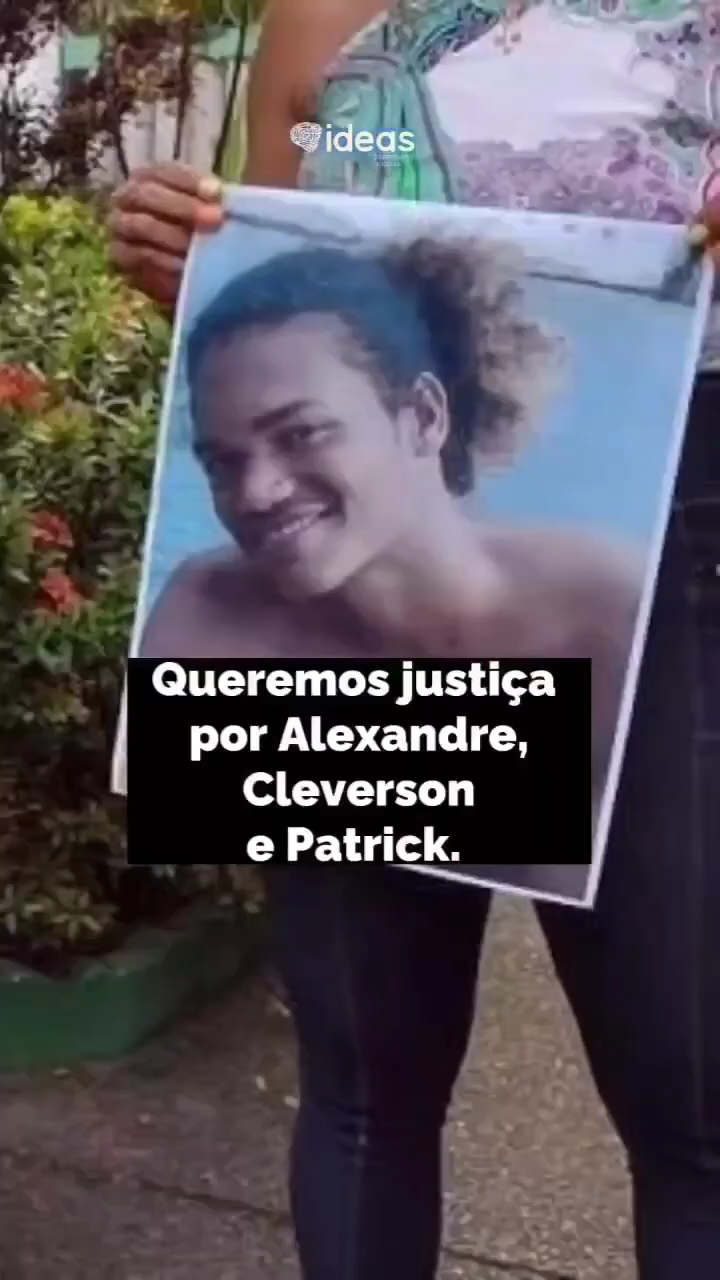 ideas
Queremos justiça
por Alexandre,
Cleverson
e Patrick.